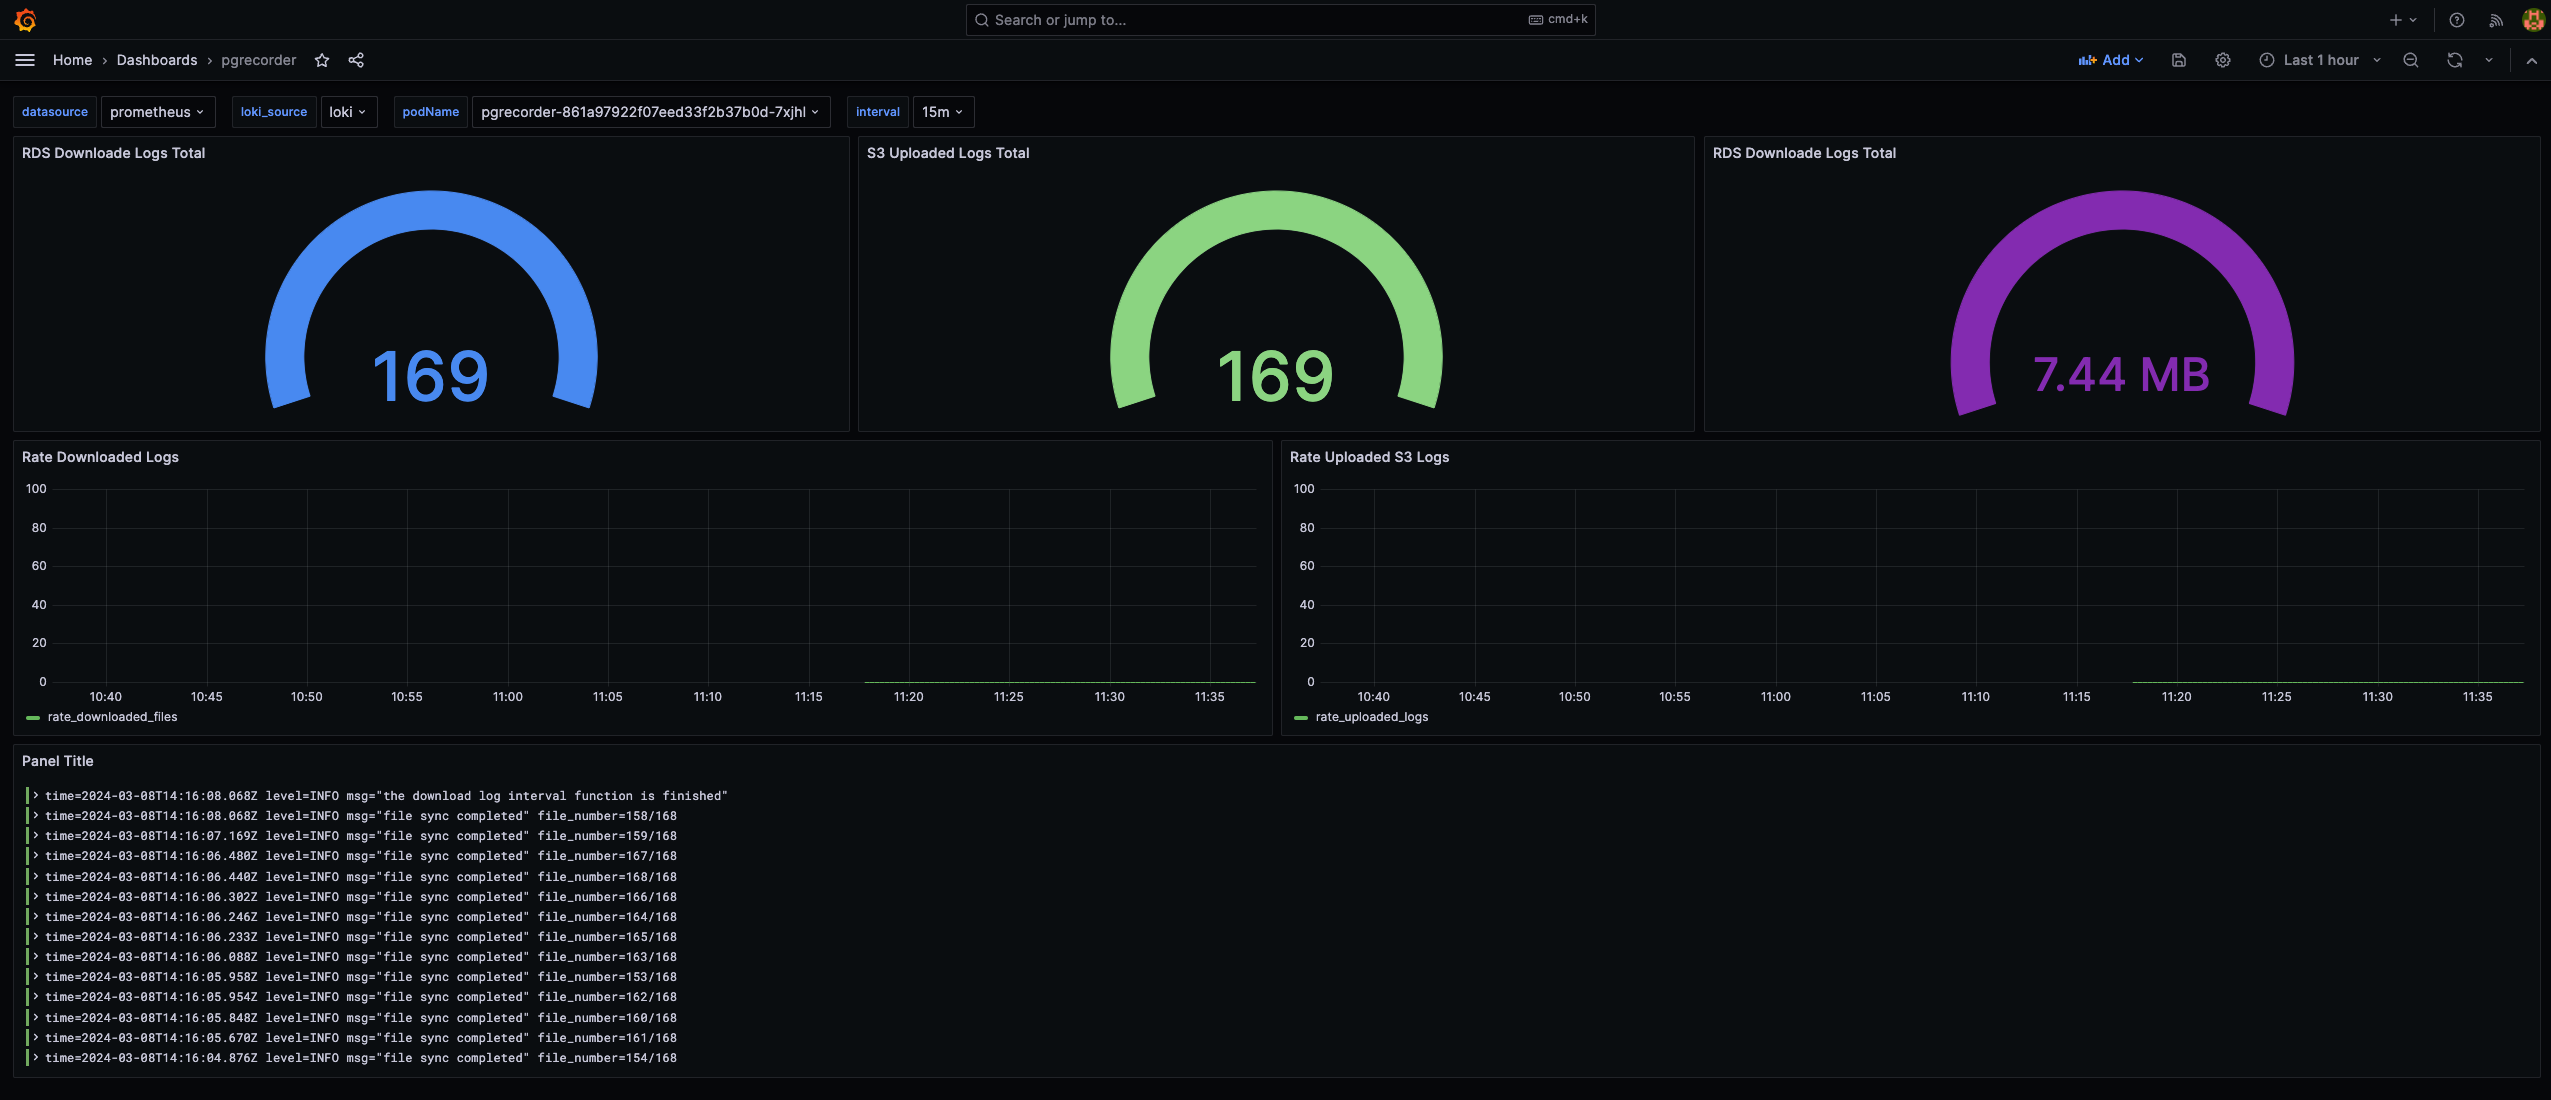 Search or jump to... cmd+k
Home › Dashboards › pgrecorder Add Last 1 hour
datasource prometheus loki_source loki podName pgrecorder-861a97922f07eed33f2b37b0d-7xjhl interval 15m
RDS Downloade Logs Total
169
S3 Uploaded Logs Total
169
RDS Downloade Logs Total
7.44 MB
Rate Downloaded Logs
100
80
60
40
20
0
10:40 10:45 10:50 10:55 11:00 11:05 11:10 11:15 11:20 11:25 11:30 11:35
rate_downloaded_files
Rate Uploaded S3 Logs
100
80
60
40
20
0
10:40 10:45 10:50 10:55 11:00 11:05 11:10 11:15 11:20 11:25 11:30 11:35
rate_uploaded_logs
Panel Title
time=2024-03-08T14:16:08.068Z level=INFO msg="the download log interval function is finished"
time=2024-03-08T14:16:08.068Z level=INFO msg="file sync completed" file_number=158/168
time=2024-03-08T14:16:07.169Z level=INFO msg="file sync completed" file_number=159/168
time=2024-03-08T14:16:06.480Z level=INFO msg="file sync completed" file_number=167/168
time=2024-03-08T14:16:06.440Z level=INFO msg="file sync completed" file_number=168/168
time=2024-03-08T14:16:06.302Z level=INFO msg="file sync completed" file_number=166/168
time=2024-03-08T14:16:06.246Z level=INFO msg="file sync completed" file_number=164/168
time=2024-03-08T14:16:06.233Z level=INFO msg="file sync completed" file_number=165/168
time=2024-03-08T14:16:06.088Z level=INFO msg="file sync completed" file_number=163/168
time=2024-03-08T14:16:05.958Z level=INFO msg="file sync completed" file_number=153/168
time=2024-03-08T14:16:05.954Z level=INFO msg="file sync completed" file_number=162/168
time=2024-03-08T14:16:05.848Z level=INFO msg="file sync completed" file_number=160/168
time=2024-03-08T14:16:05.670Z level=INFO msg="file sync completed" file_number=161/168
time=2024-03-08T14:16:04.876Z level=INFO msg="file sync completed" file_number=154/168